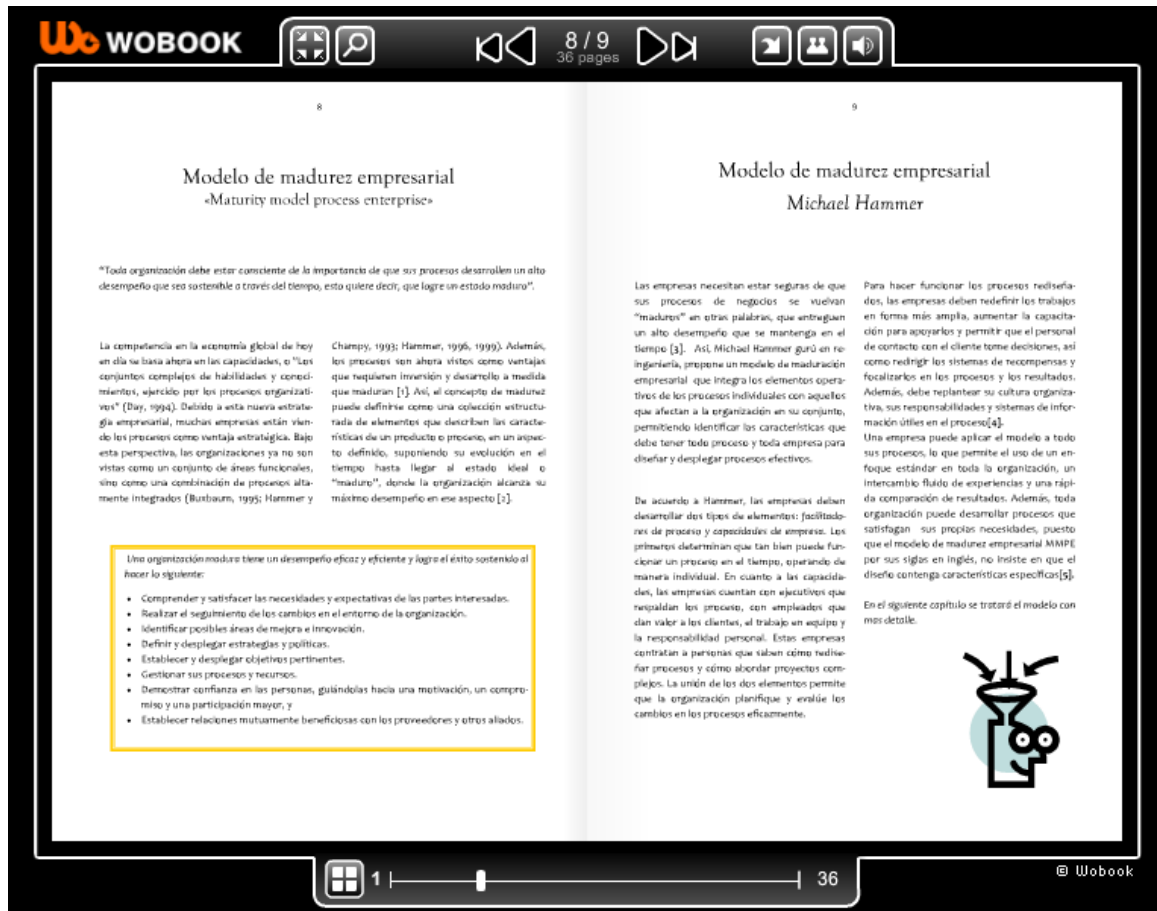 WOBOOK
8 / 9
36 pages
8
Modelo de madurez empresarial
«Maturity model process enterprise»
"Toda organización debe estar consciente de la importancia de que sus procesos desarrollen un alto
desempeño que sea sostenible a través del tiempo, esto quiere decir, que logre un estado maduro".
La competencia en la economía global de hoy
en día se basa ahora en las capacidades, o "Los
conjuntos complejos de habilidades y conoci-
mientos, ejercido por los procesos organizati-
vos" (Day, 1994). Debido a esta nueva estrate-
gia empresarial, muchas empresas están vien-
do los procesos como ventaja estratégica. Bajo
esta perspectiva, las organizaciones ya no son
vistas como un conjunto de áreas funcionales,
sino como una combinación de procesos alta-
mente integrados (Buxbaum, 1995; Hammer y
Champy, 1993; Hammer, 1996, 1999). Además,
los procesos son ahora vistos como ventajas
que requieren inversión y desarrollo a medida
que maduran [1]. Así, el concepto de madurez
puede definirse como una colección estructu-
rada de elementos que describen las caracte-
rísticas de un producto o proceso, en un aspec-
to definido, suponiendo su evolución en el
tiempo hasta llegar al estado ideal o
"maduro", donde la organización alcanza su
máximo desempeño en ese aspecto [2].
Una organización madura tiene un desempeño eficaz y eficiente y logra el éxito sostenido al
hacer lo siguiente:
• Comprender y satisfacer las necesidades y expectativas de las partes interesadas.
• Realizar el seguimiento de los cambios en el entorno de la organización.
• Identificar posibles áreas de mejora e innovación.
• Definir y desplegar estrategias y políticas.
• Establecer y desplegar objetivos pertinentes.
• Gestionar sus procesos y recursos.
• Demostrar confianza en las personas, guiándolas hacia una motivación, un compro-
miso y una participación mayor, y
• Establecer relaciones mutuamente beneficiosas con los proveedores y otros aliados.
9
Modelo de madurez empresarial
Michael Hammer
Las empresas necesitan estar seguras de que
sus procesos de negocios se vuelvan
"maduros" en otras palabras, que entreguen
un alto desempeño que se mantenga en el
tiempo [3]. Así, Michael Hammer gurú en re-
ingeniería, propone un modelo de maduración
empresarial que integra los elementos opera-
tivos de los procesos individuales con aquellos
que afectan a la organización en su conjunto,
permitiendo identificar las características que
debe tener todo proceso y toda empresa para
diseñar y desplegar procesos efectivos.
De acuerdo a Hammer, las empresas deben
desarrollar dos tipos de elementos: facilitado-
res de proceso y capacidades de empresa. Los
primeros determinan que tan bien puede fun-
cionar un proceso en el tiempo, operando de
manera individual. En cuanto a las capacida-
des, las empresas cuentan con ejecutivos que
respaldan los proceso, con empleados que
dan valor a los clientes, el trabajo en equipo y
la responsabilidad personal. Estas empresas
contratan a personas que saben cómo redise-
ñar procesos y cómo abordar proyectos com-
plejos. La unión de los dos elementos permite
que la organización planifique y evalúe los
cambios en los procesos eficazmente.
Para hacer funcionar los procesos rediseña-
dos, las empresas deben redefinir los trabajos
en forma más amplia, aumentar la capacita-
ción para apoyarlos y permitir que el personal
de contacto con el cliente tome decisiones, así
como redirigir los sistemas de recompensas y
focalizarlos en los procesos y los resultados.
Además, debe replantear su cultura organiza-
tiva, sus responsabilidades y sistemas de infor-
mación útiles en el proceso[4].
Una empresa puede aplicar el modelo a todo
sus procesos, lo que permite el uso de un en-
foque estándar en toda la organización, un
intercambio fluido de experiencias y una rápi-
da comparación de resultados. Además, toda
organización puede desarrollar procesos que
satisfagan sus propias necesidades, puesto
que el modelo de madurez empresarial MMPE
por sus siglas en inglés, no insiste en que el
diseño contenga características específicas[5].
En el siguiente capítulo se tratará el modelo con
mas detalle.
1
36
© Wobook